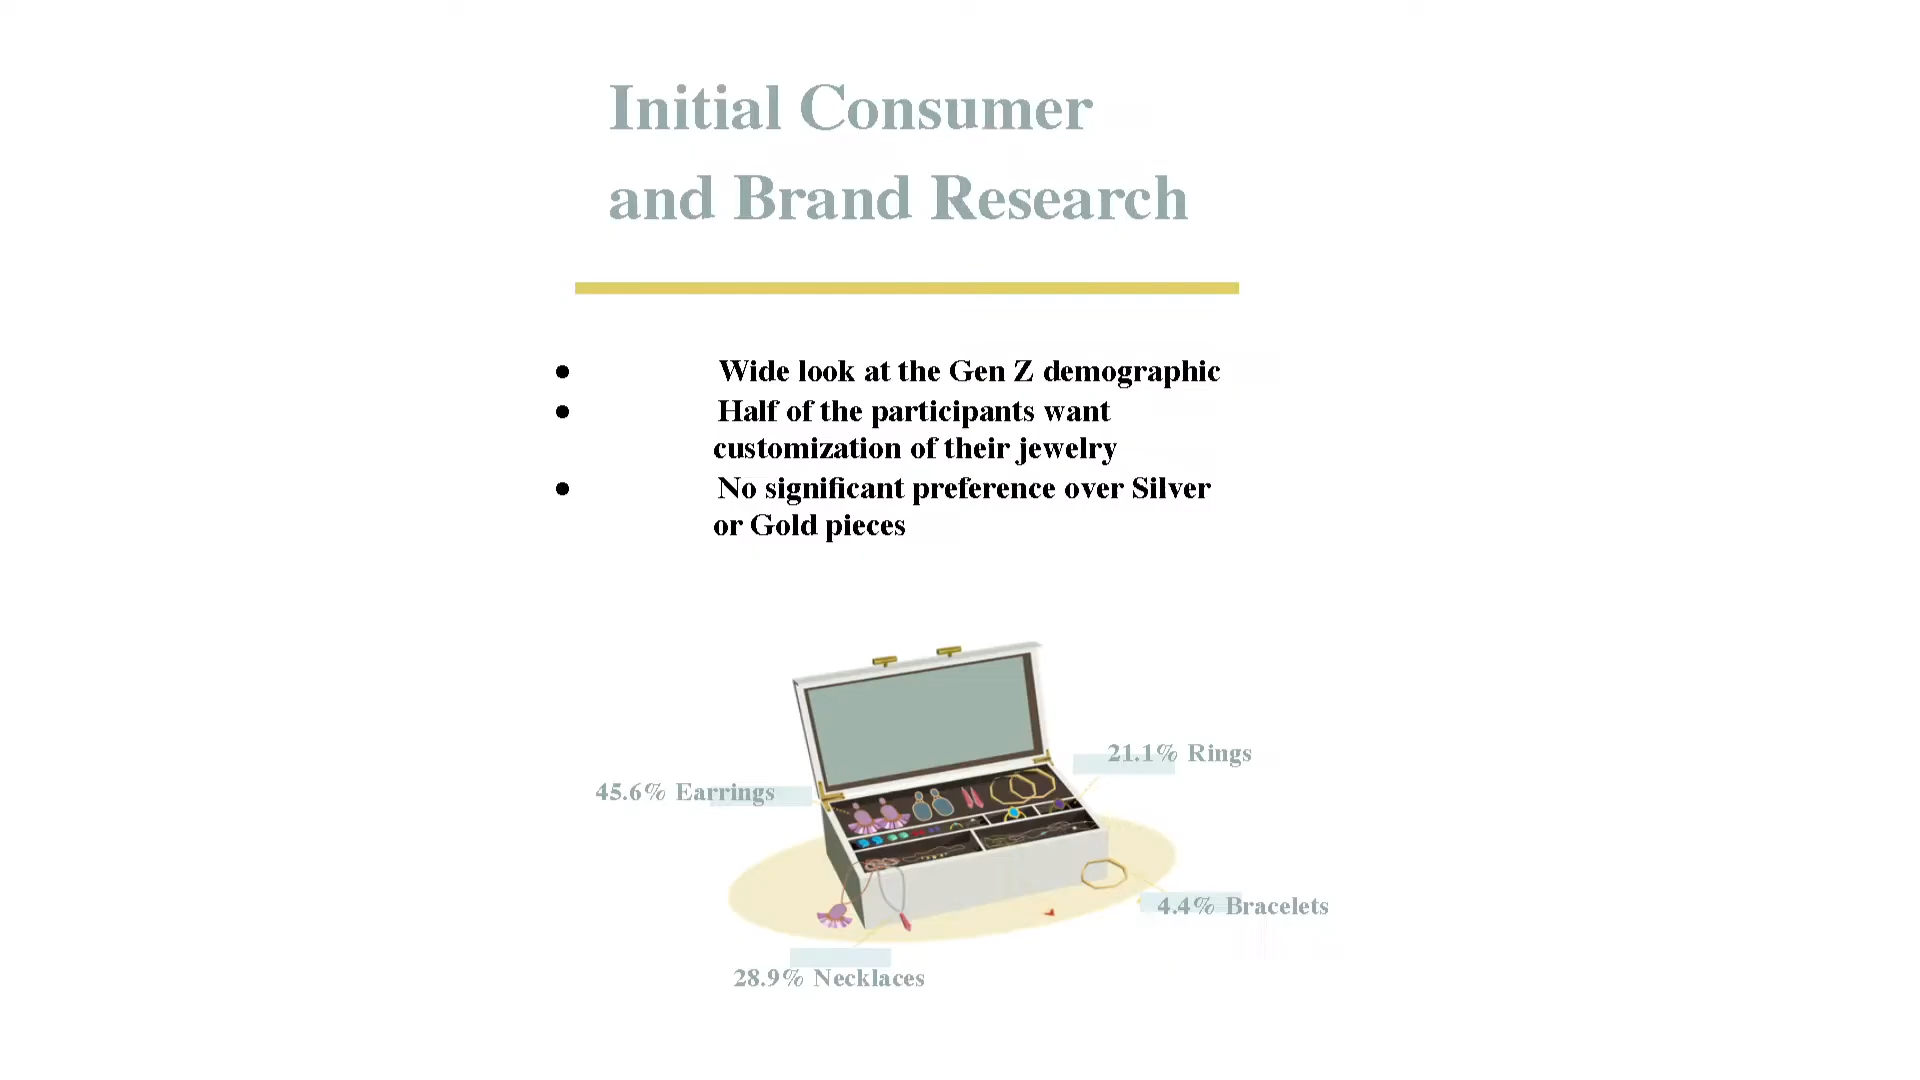 Initial Consumer
and Brand Research
● Wide look at the Gen Z demographic
● Half of the participants want
customization of their jewelry
● No significant preference over Silver
or Gold pieces
21.1% Rings
45.6% Earrings
4.4% Bracelets
28.9% Necklaces